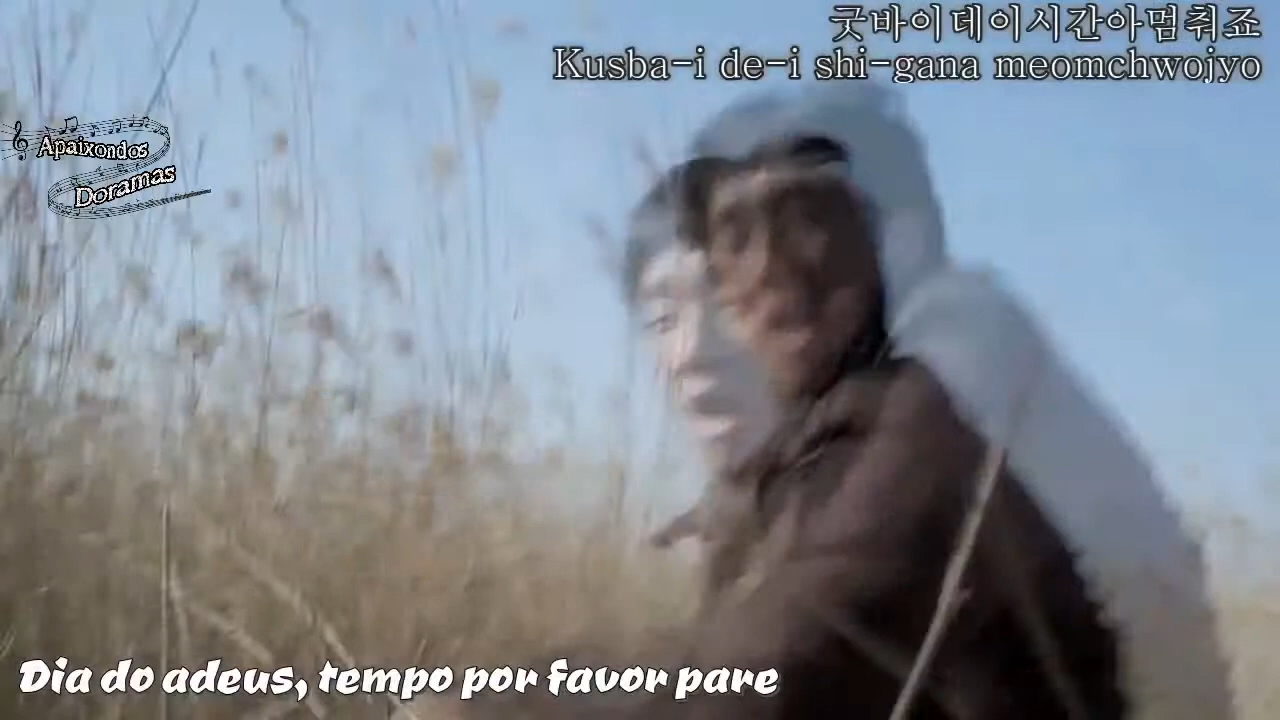 굿바이데이시간아멈춰죠
Kusba-i de-i shi-gana meomchwojyo
Apaixondos
Doramas
Dia do adeus, tempo por favor pare